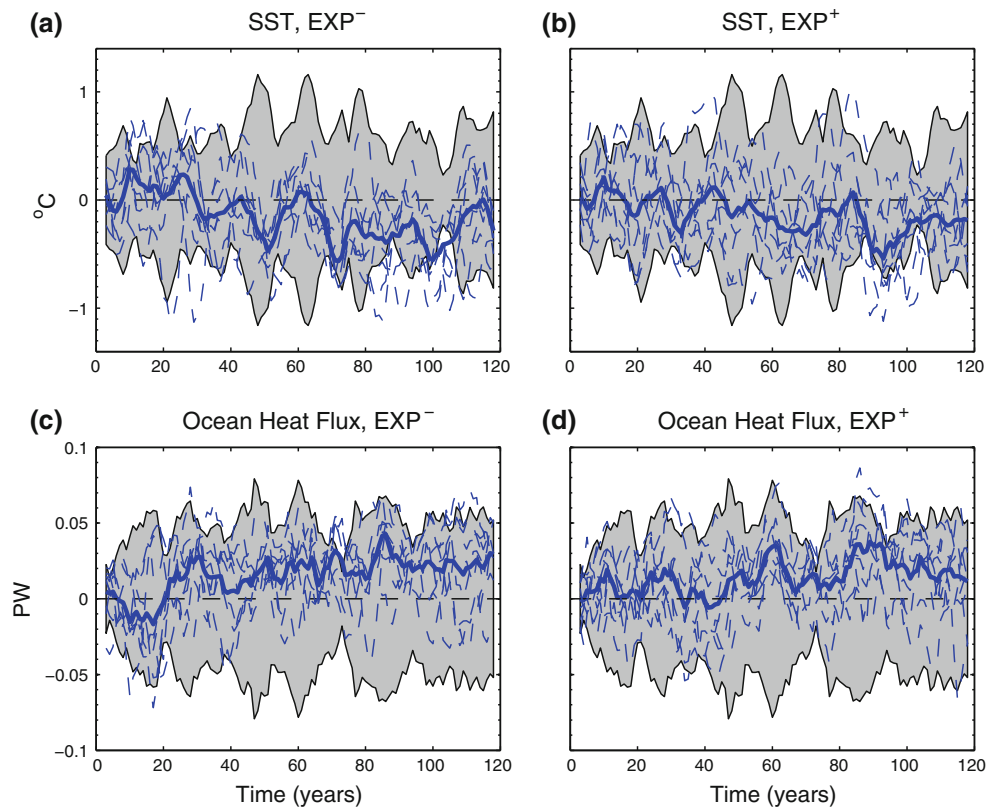 (a) SST, EXP⁻
(b) SST, EXP⁺
1
0
−1
°C
0 20 40 60 80 100 120
0 20 40 60 80 100 120
(c) Ocean Heat Flux, EXP⁻
(d) Ocean Heat Flux, EXP⁺
0.1
0.05
0
−0.05
−0.1
PW
0 20 40 60 80 100 120
0 20 40 60 80 100 120
Time (years)
Time (years)